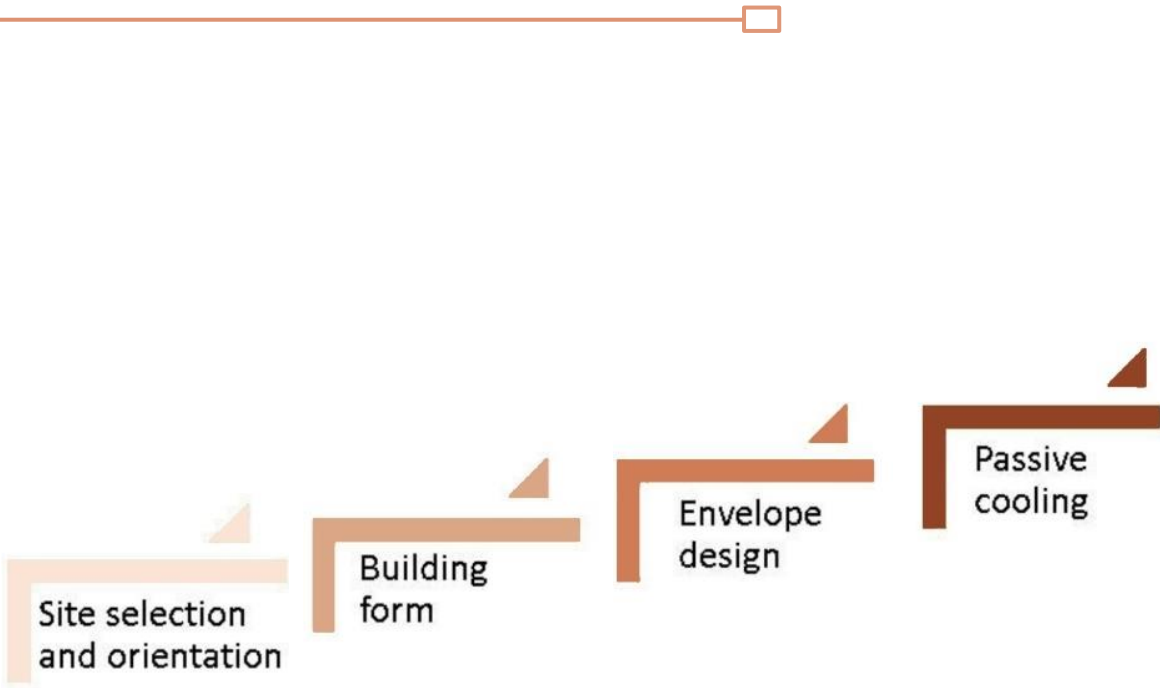 Site selection
and orientation
Building
form
Envelope
design
Passive
cooling